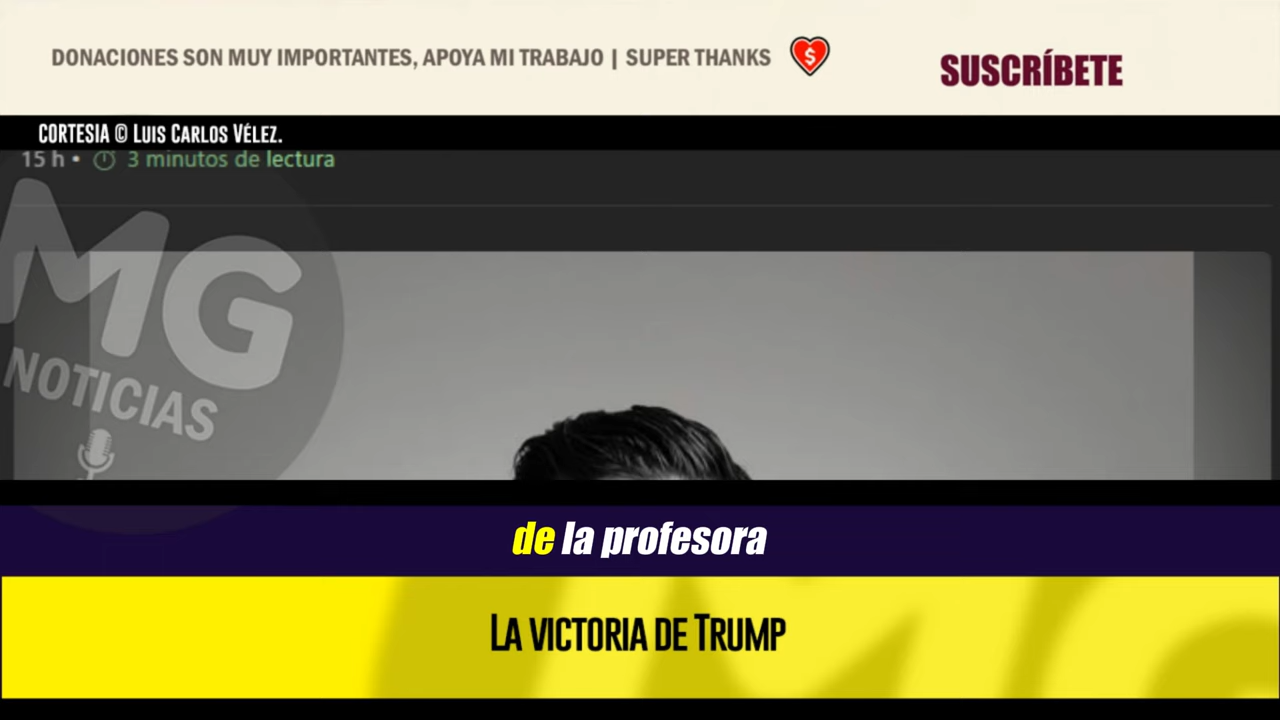 DONACIONES SON MUY IMPORTANTES, APOYA MI TRABAJO | SUPER THANKS
$
SUSCRÍBETE
CORTESIA © LUIS CARLOS VÉLEZ.
15 h • 3 minutos de lectura
MG
NOTICIAS
de la profesora
LA VICTORIA DE TRUMP
MG